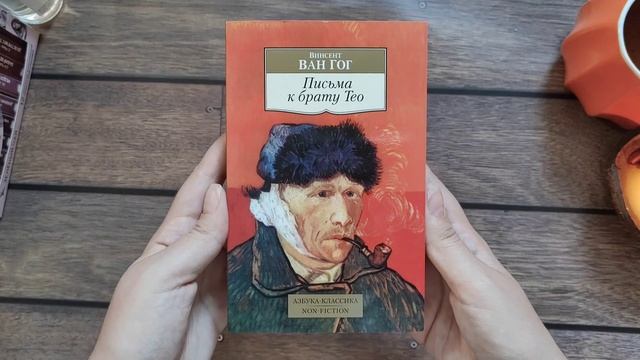 Винсент
ВАН ГОГ
Письма
к брату Тео
АЗБУКА-КЛАССИКА
NON-FICTION